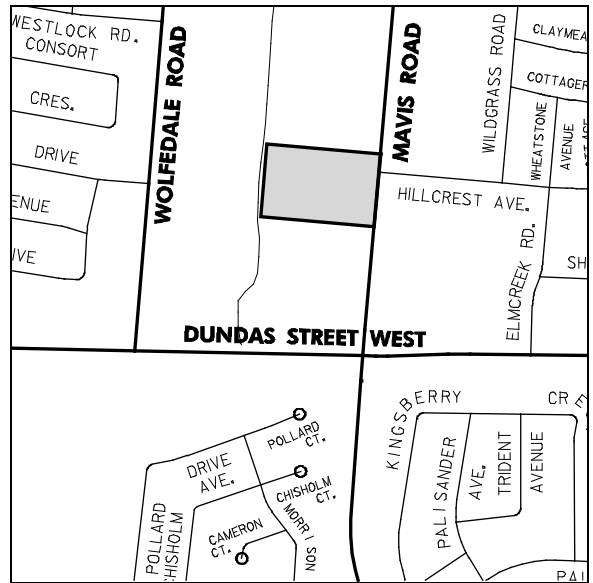 WESTLOCK RD.
CONSORT
CRES.
DRIVE
ENUE
IVE
WOLFEDALE ROAD
MAVIS ROAD
WILDGRASS ROAD
CLAYMEA
COTTAGER
WHEATSTONE
AVENUE
HILLCREST AVE.
ELMCREEK RD.
SH
DUNDAS STREET WEST
KINGSBERRY CRE
POLLARD
CT.
DRIVE
AVE.
CHISHOLM
CT.
MORRISON
CAMERON
CT.
POLLARD
CHISHOLM
PALISANDER
AVE.
TRIDENT
AVENUE
PAL